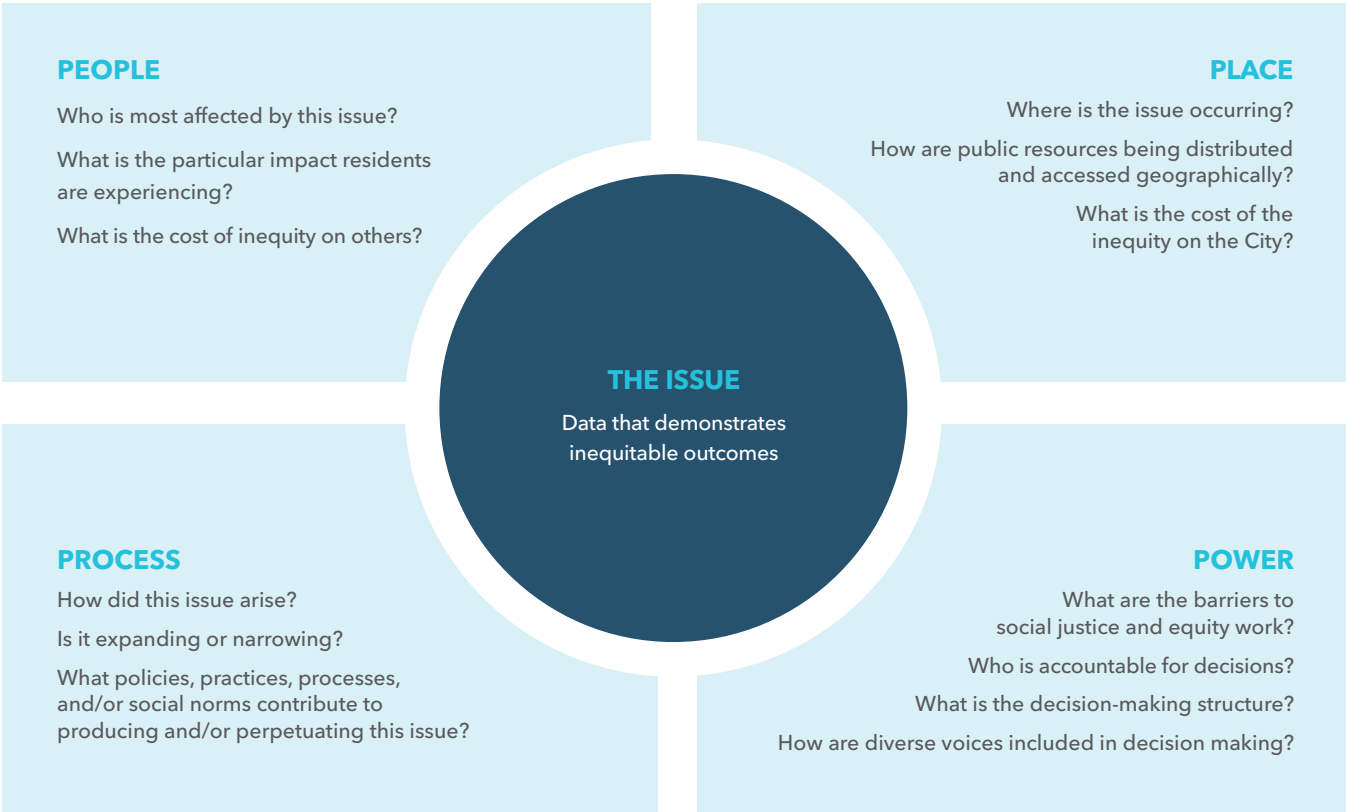 PEOPLE
Who is most affected by this issue?
What is the particular impact residents
are experiencing?
What is the cost of inequity on others?
PLACE
Where is the issue occurring?
How are public resources being distributed
and accessed geographically?
What is the cost of the
inequity on the City?
THE ISSUE
Data that demonstrates
inequitable outcomes
PROCESS
How did this issue arise?
Is it expanding or narrowing?
What policies, practices, processes,
and/or social norms contribute to
producing and/or perpetuating this issue?
POWER
What are the barriers to
social justice and equity work?
Who is accountable for decisions?
What is the decision-making structure?
How are diverse voices included in decision making?